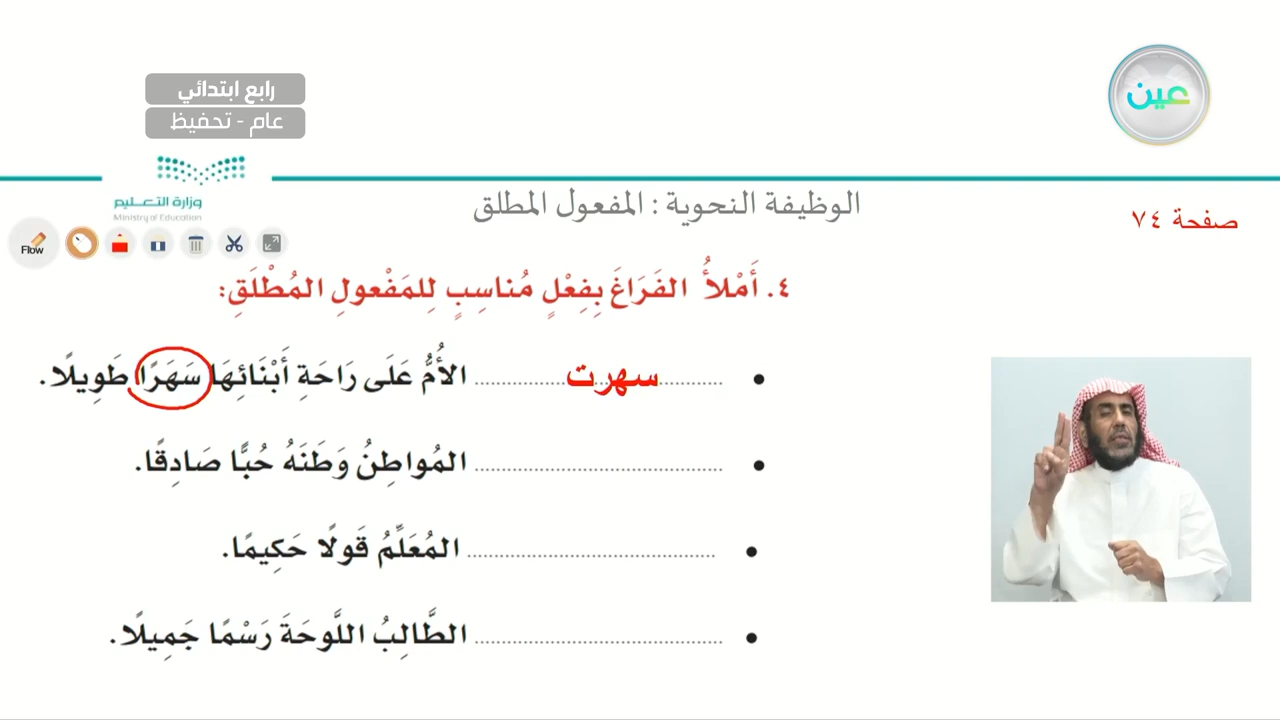 عين
رابع ابتدائي
عام - تحفيظ
وزارة التعليم
Ministry of Education
الوظيفة النحوية : المفعول المطلق
صفحة ٧٤
Flow
٤. أَمْلأُ الفَرَاغَ بِفِعْلٍ مُناسِبٍ لِلمَفْعولِ المُطْلَقِ:
• ........ سهرت ........ الأُمُّ عَلَى رَاحَةِ أَبْنَائِهَا سَهَرًا طَوِيلًا.
• ................ المُواطِنُ وَطَنَهُ حُبًّا صَادِقًا.
• ................ المُعَلِّمُ قَولًا حَكِيمًا.
• ................ الطَّالِبُ اللَّوحَةَ رَسْمًا جَمِيلًا.